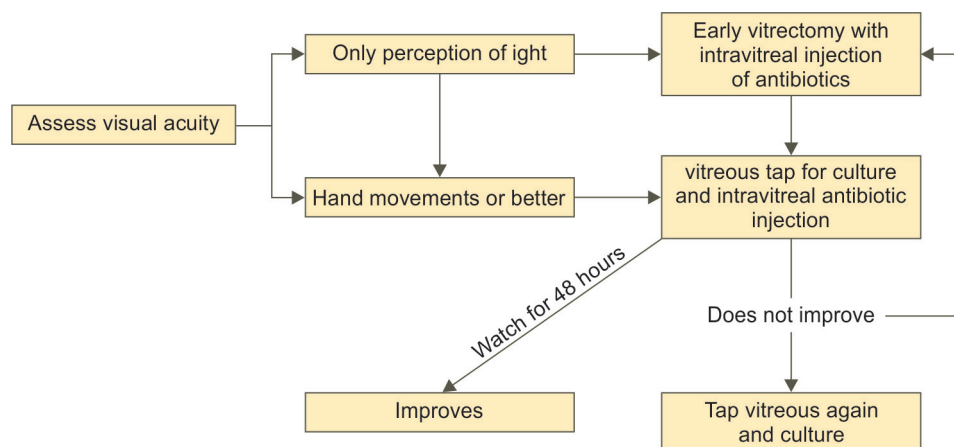 Only perception of ight
Early vitrectomy with
intravitreal injection
of antibiotics
Assess visual acuity
Hand movements or better
vitreous tap for culture
and intravitreal antibiotic
injection
Watch for 48 hours
Does not improve
Improves
Tap vitreous again
and culture